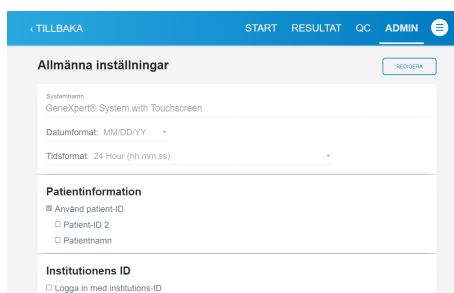 ‹ TILLBAKA START RESULTAT QC ADMIN
Allmänna inställningar REDIGERA
Systemnamn
GeneXpert® System with Touchscreen
Datumformat: MM/DD/YY
Tidsformat: 24 Hour (hh:mm:ss)
Patientinformation
Använd patient-ID
Patient-ID 2
Patientnamn
Institutionens ID
Logga in med institutions-ID